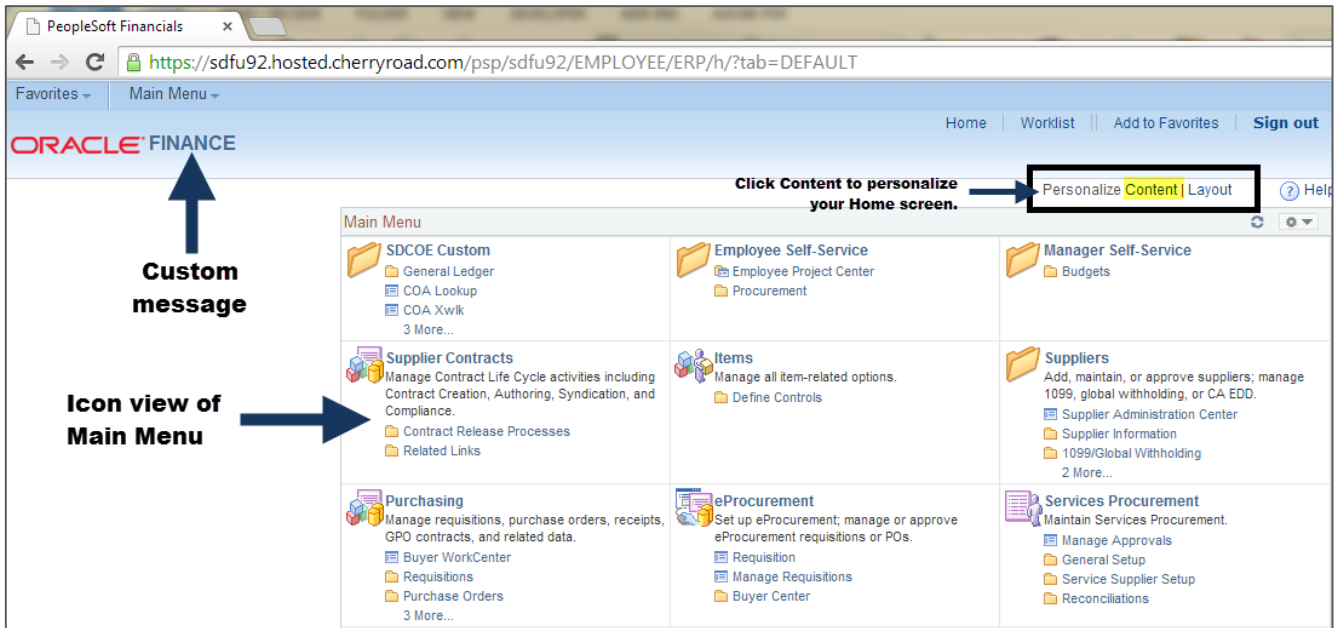 PeopleSoft Financials
https://sdfu92.hosted.cherryroad.com/psp/sdfu92/EMPLOYEE/ERP/h/?tab=DEFAULT
Favorites Main Menu
Home Worklist Add to Favorites Sign out
ORACLE FINANCE
Click Content to personalize
your Home screen.
Personalize Content | Layout
Help
Custom
message
Icon view of
Main Menu
Main Menu
SDCOE Custom
General Ledger
COA Lookup
COA Xwlk
3 More...
Employee Self-Service
Employee Project Center
Procurement
Manager Self-Service
Budgets
Supplier Contracts
Manage Contract Life Cycle activities including
Contract Creation, Authoring, Syndication, and
Compliance.
Contract Release Processes
Related Links
Items
Manage all item-related options.
Define Controls
Suppliers
Add, maintain, or approve suppliers; manage
1099, global withholding, or CA EDD.
Supplier Administration Center
Supplier Information
1099/Global Withholding
2 More...
Purchasing
Manage requisitions, purchase orders, receipts,
GPO contracts, and related data.
Buyer WorkCenter
Requisitions
Purchase Orders
3 More...
eProcurement
Set up eProcurement; manage or approve
eProcurement requisitions or POs.
Requisition
Manage Requisitions
Buyer Center
Services Procurement
Maintain Services Procurement.
Manage Approvals
General Setup
Service Supplier Setup
Reconciliations